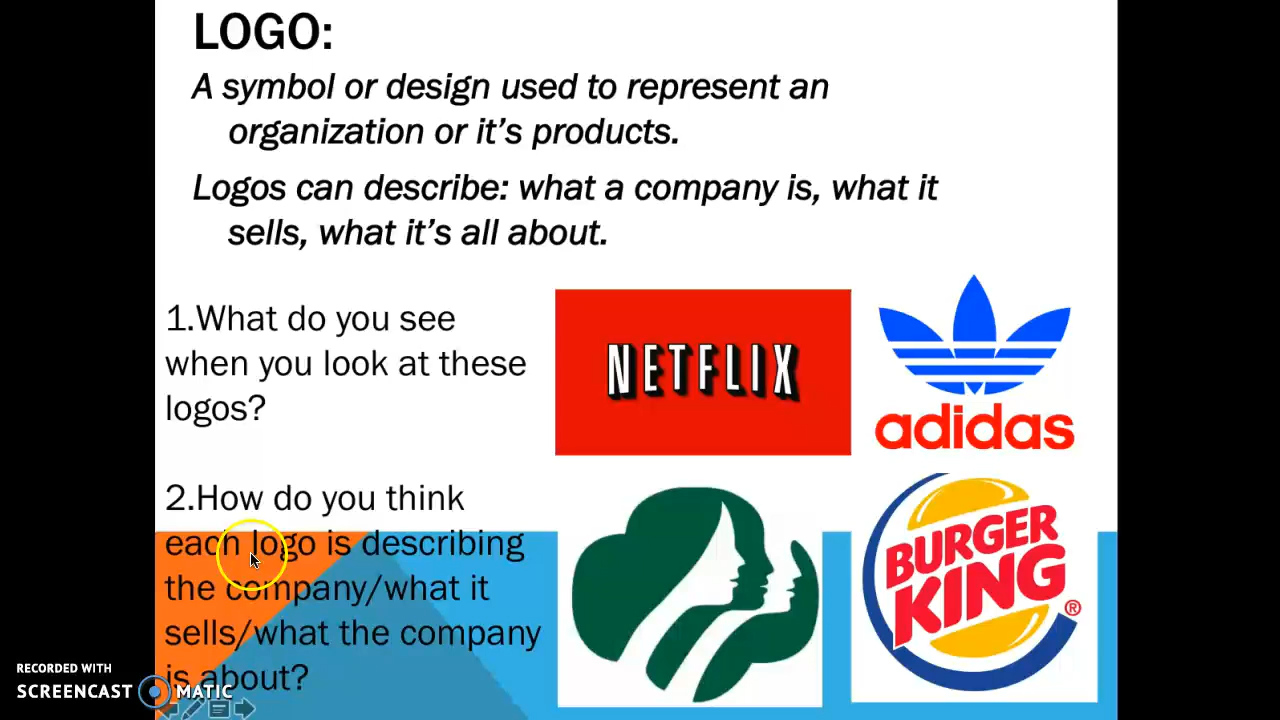 LOGO:
A symbol or design used to represent an
organization or it's products.
Logos can describe: what a company is, what it
sells, what it's all about.
1.What do you see
when you look at these
logos?
NETFLIX
adidas
2.How do you think
each logo is describing
the company/what it
sells/what the company
is about?
BURGER
KING®
RECORDED WITH
SCREENCAST MATIC